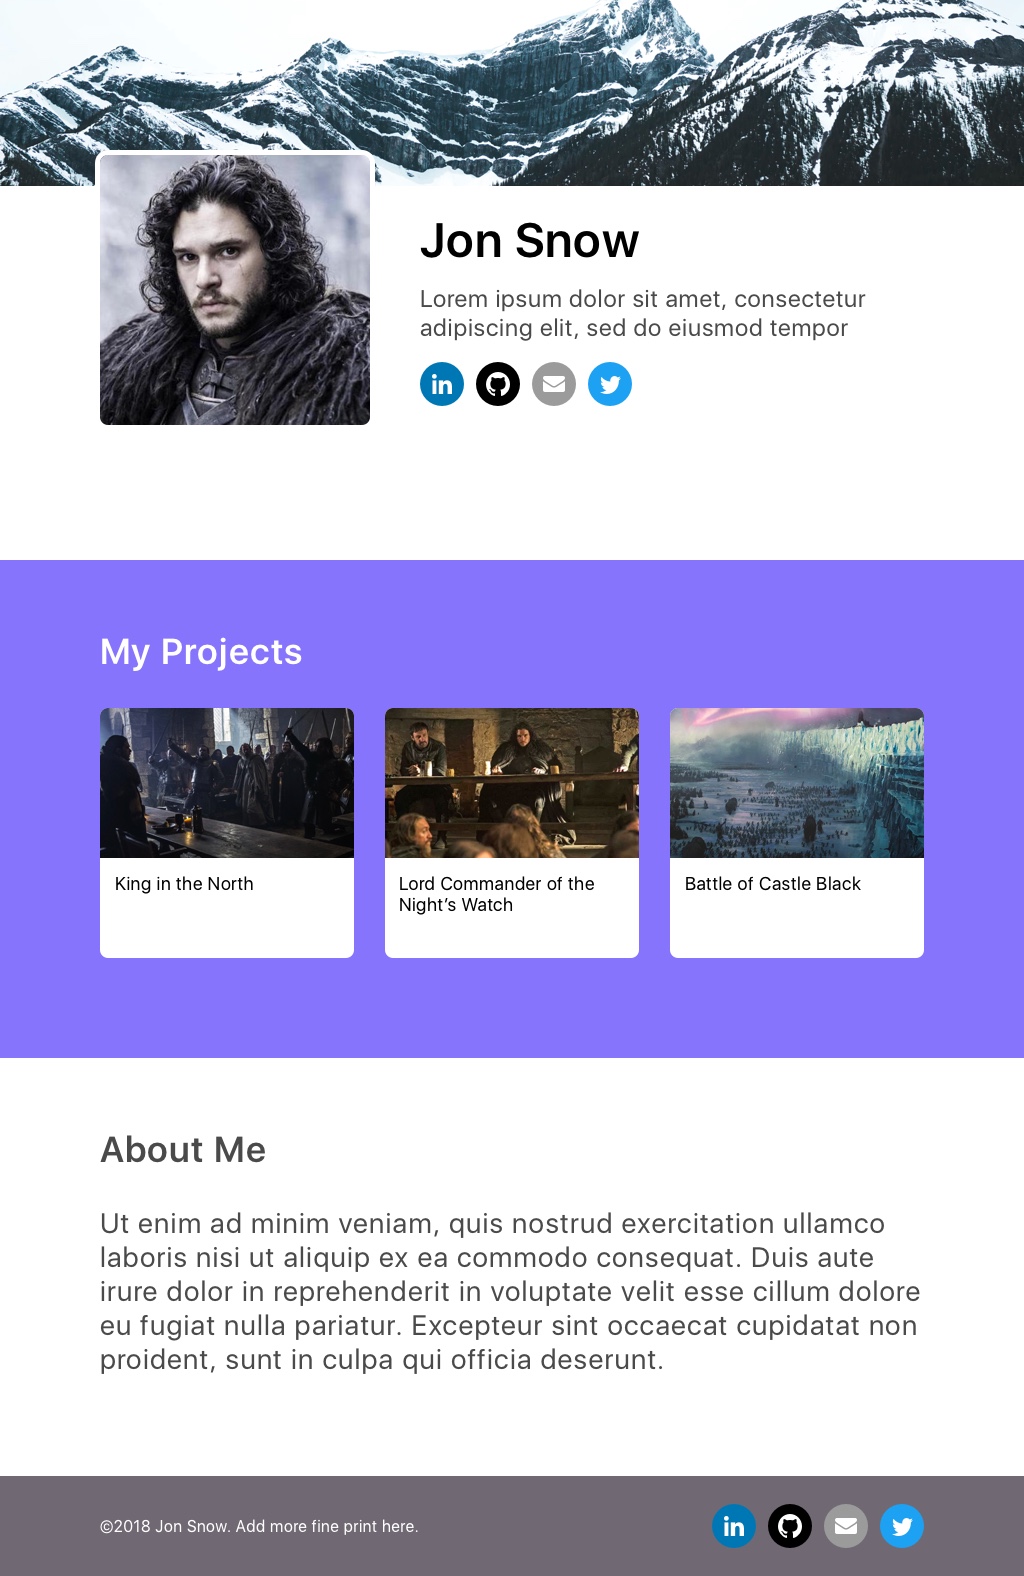 Jon Snow
Lorem ipsum dolor sit amet, consectetur
adipiscing elit, sed do eiusmod tempor
in
My Projects
King in the North
Lord Commander of the
Night's Watch
Battle of Castle Black
About Me
Ut enim ad minim veniam, quis nostrud exercitation ullamco
laboris nisi ut aliquip ex ea commodo consequat. Duis aute
irure dolor in reprehenderit in voluptate velit esse cillum dolore
eu fugiat nulla pariatur. Excepteur sint occaecat cupidatat non
proident, sunt in culpa qui officia deserunt.
©2018 Jon Snow. Add more fine print here.
in